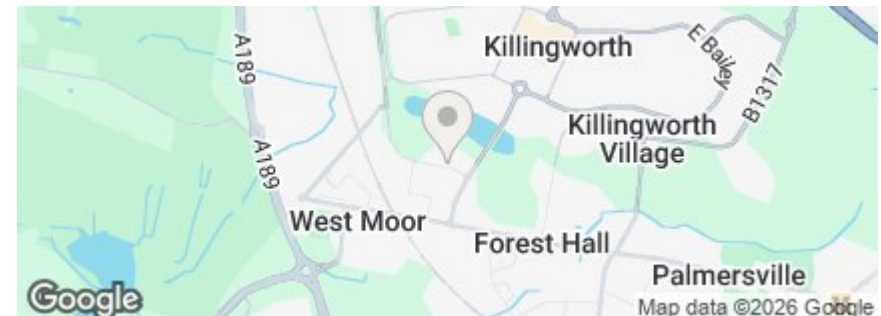 Killingworth
E Bailey
B1317
A189
Killingworth
Village
A189
West Moor
Forest Hall
Palmersville
Google
Map data ©2026 Google